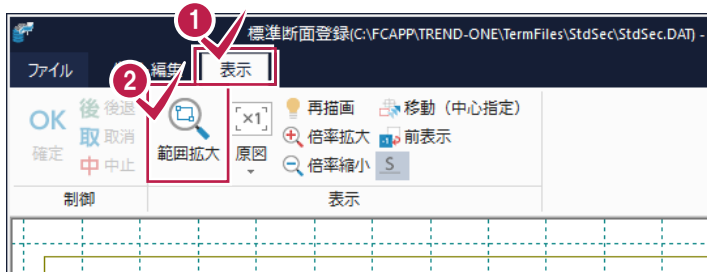 1
標準断面登録(C:\FCAPP\TREND-ONE\TermFiles\StdSec\StdSec.DAT) -
ファイル 編集 表示
2
OK 確定
後 後退
取 取消
中 中止
範囲拡大
×1 原図
再描画 移動（中心指定）
倍率拡大 前表示
倍率縮小 S
制御 表示